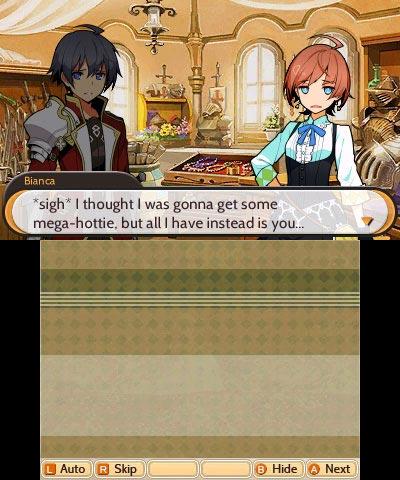 Bianca
*sigh* I thought I was gonna get some
mega-hottie, but all I have instead is you...
L Auto R Skip B Hide A Next